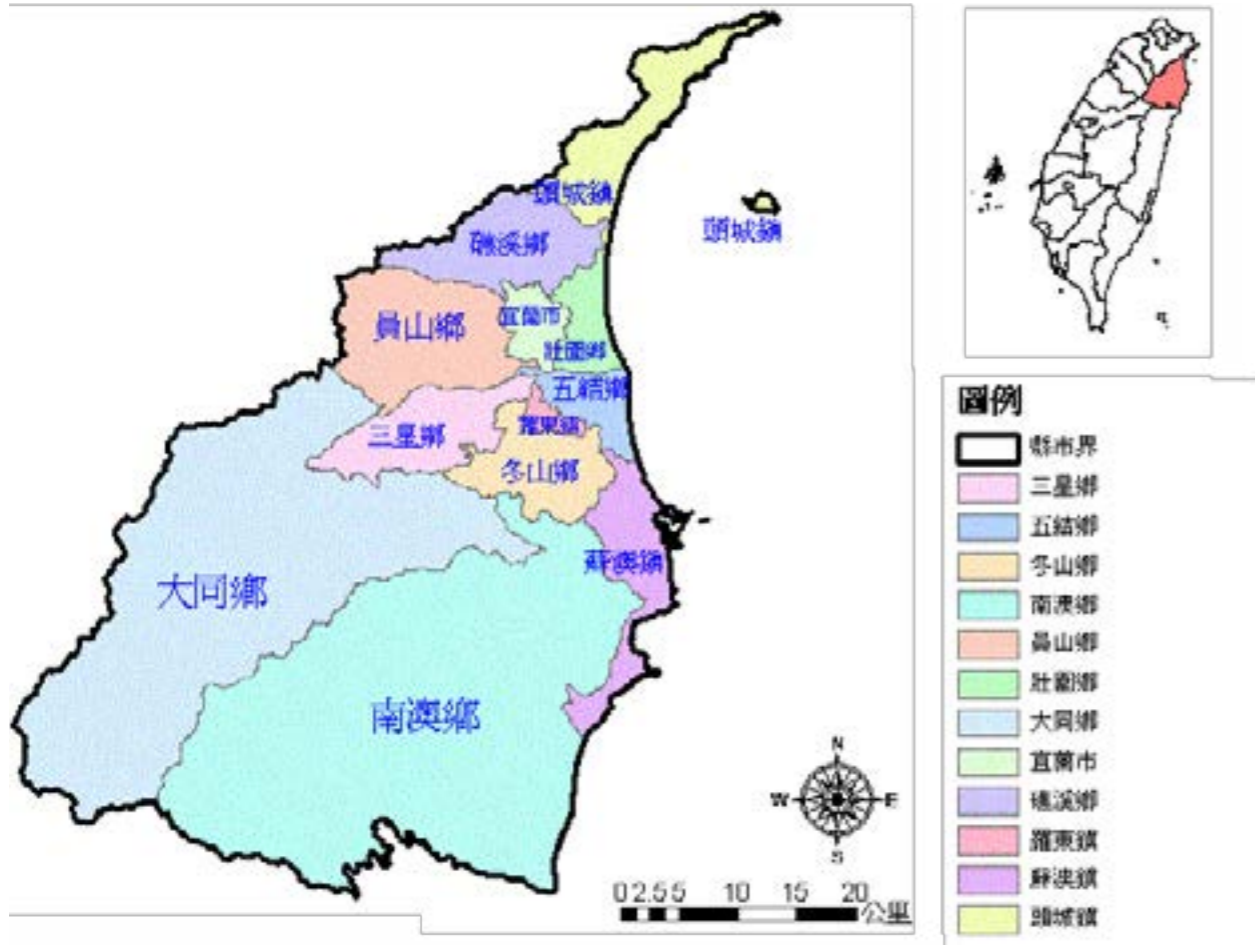 頭城鎮
頭城鎮
礁溪鄉
員山鄉
宜蘭市
壯圍鄉
五結鄉
羅東鎮
三星鄉
冬山鄉
蘇澳鎮
大同鄉
南澳鄉
N
W E
S
0 2.5 5 10 15 20
公里
圖例
縣市界
三星鄉
五結鄉
冬山鄉
南澳鄉
員山鄉
壯圍鄉
大同鄉
宜蘭市
礁溪鄉
羅東鎮
蘇澳鎮
頭城鎮